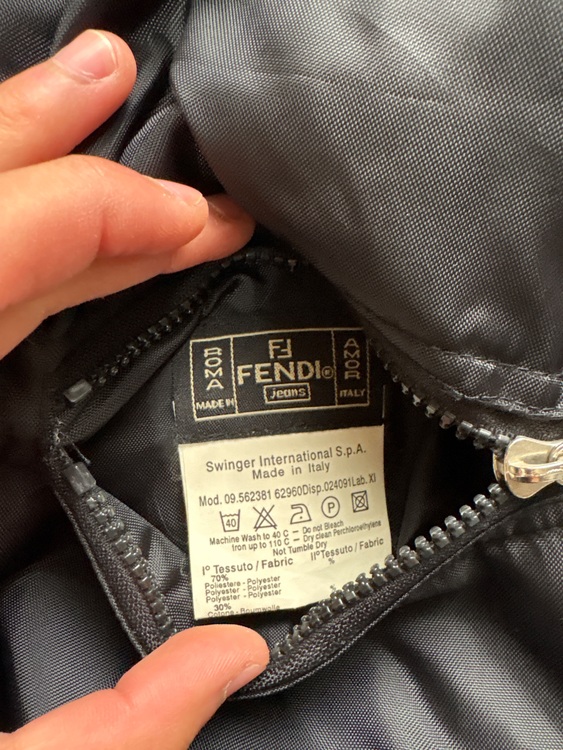 ROMA
FF
FENDI®
jeans
AMOR
MADE IN
ITALY
Swinger International S.p.A.
Made in Italy
Mod. 09.562381 62960Disp.024091Lab.XI
40
P
Machine Wash to 40 C – Do not Bleach
Iron up to 110 C – Dry clean Perchloroethylene
Not Tumble Dry
I° Tessuto / Fabric II° Tessuto / Fabric
70% %
Poliestere - Polyester
Polyester - Polyester
Polyester - Polyester
30%